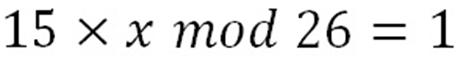 15 × x mod 26 = 1